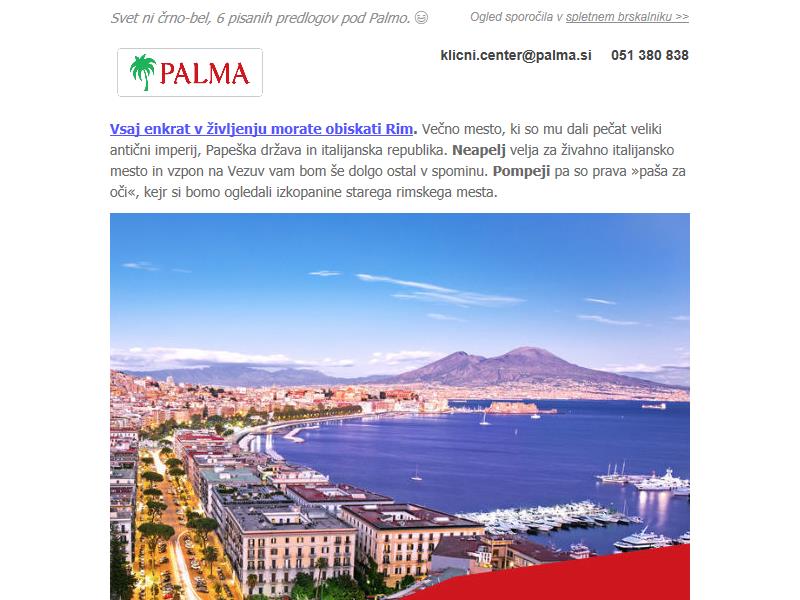 Svet ni črno-bel, 6 pisanih predlogov pod Palmo. 😄
Ogled sporočila v spletnem brskalniku >>
PALMA
klicni.center@palma.si 051 380 838
Vsaj enkrat v življenju morate obiskati Rim. Večno mesto, ki so mu dali pečat veliki
antični imperij, Papeška država in italijanska republika. Neapelj velja za živahno italijansko
mesto in vzpon na Vezuv vam bom še dolgo ostal v spominu. Pompeji pa so prava »paša za
oči«, kejr si bomo ogledali izkopanine starega rimskega mesta.